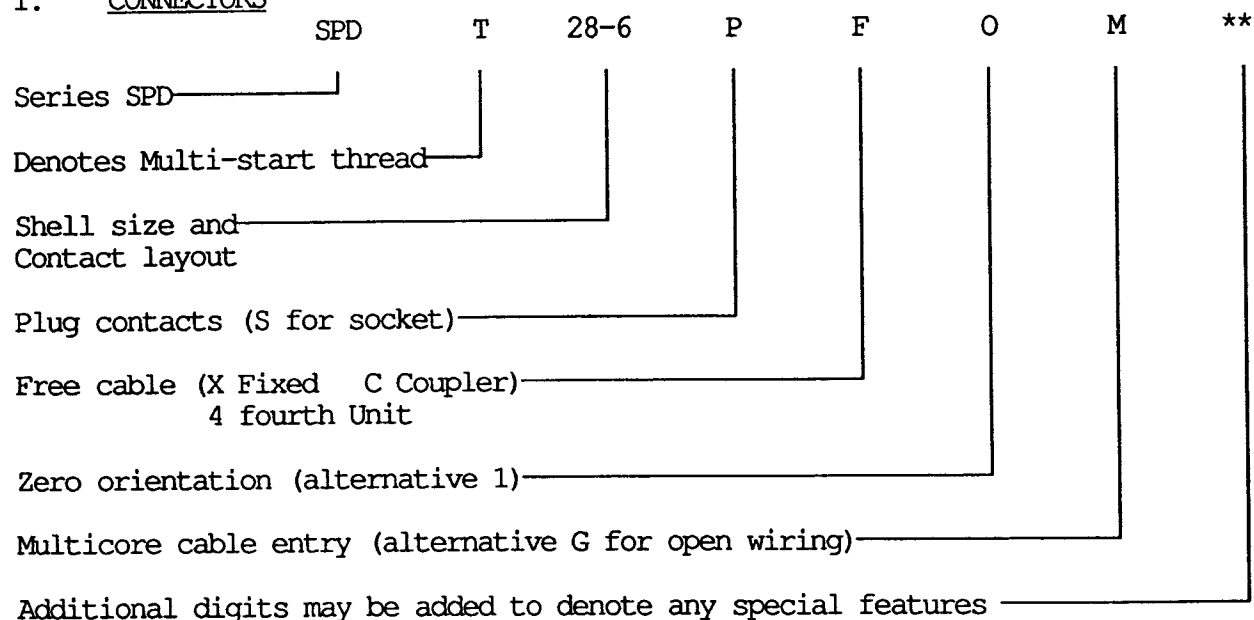 1. CONNECTORS
SPD T 28-6 P F O M **
Series SPD
Denotes Multi-start thread
Shell size and
Contact layout
Plug contacts (S for socket)
Free cable (X Fixed C Coupler)
4 fourth Unit
Zero orientation (alternative 1)
Multicore cable entry (alternative G for open wiring)
Additional digits may be added to denote any special features